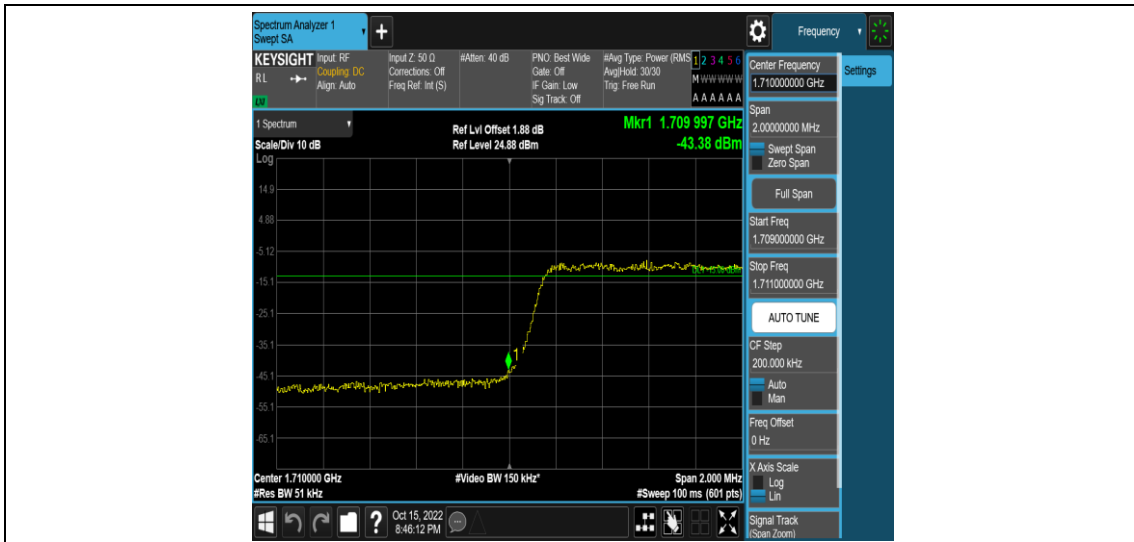 Spectrum Analyzer 1
Swept SA
+
Frequency
KEYSIGHT
RL
LXI
Input: RF
Coupling: DC
Align: Auto
Input Z: 50 Ω
Corrections: Off
Freq Ref: Int (S)
#Atten: 40 dB
PNO: Best Wide
Gate: Off
IF Gain: Low
Sig Track: Off
#Avg Type: Power (RMS
Avg|Hold: 30/30
Trig: Free Run
1 2 3 4 5 6
M W W W W W
A A A A A A
1 Spectrum
Scale/Div 10 dB
Log
Ref Lvl Offset 1.88 dB
Ref Level 24.88 dBm
Mkr1 1.709 997 GHz
-43.38 dBm
14.9
4.88
-5.12
-15.1
-25.1
-35.1
-45.1
-55.1
-65.1
1
Center 1.710000 GHz
#Res BW 51 kHz
#Video BW 150 kHz*
Span 2.000 MHz
#Sweep 100 ms (601 pts)
?
Oct 15, 2022
8:46:12 PM
Center Frequency
1.710000000 GHz
Settings
Span
2.00000000 MHz
Swept Span
Zero Span
Full Span
Start Freq
1.709000000 GHz
Stop Freq
1.711000000 GHz
AUTO TUNE
CF Step
200.000 kHz
Auto
Man
Freq Offset
0 Hz
X Axis Scale
Log
Lin
Signal Track
(Span Zoom)